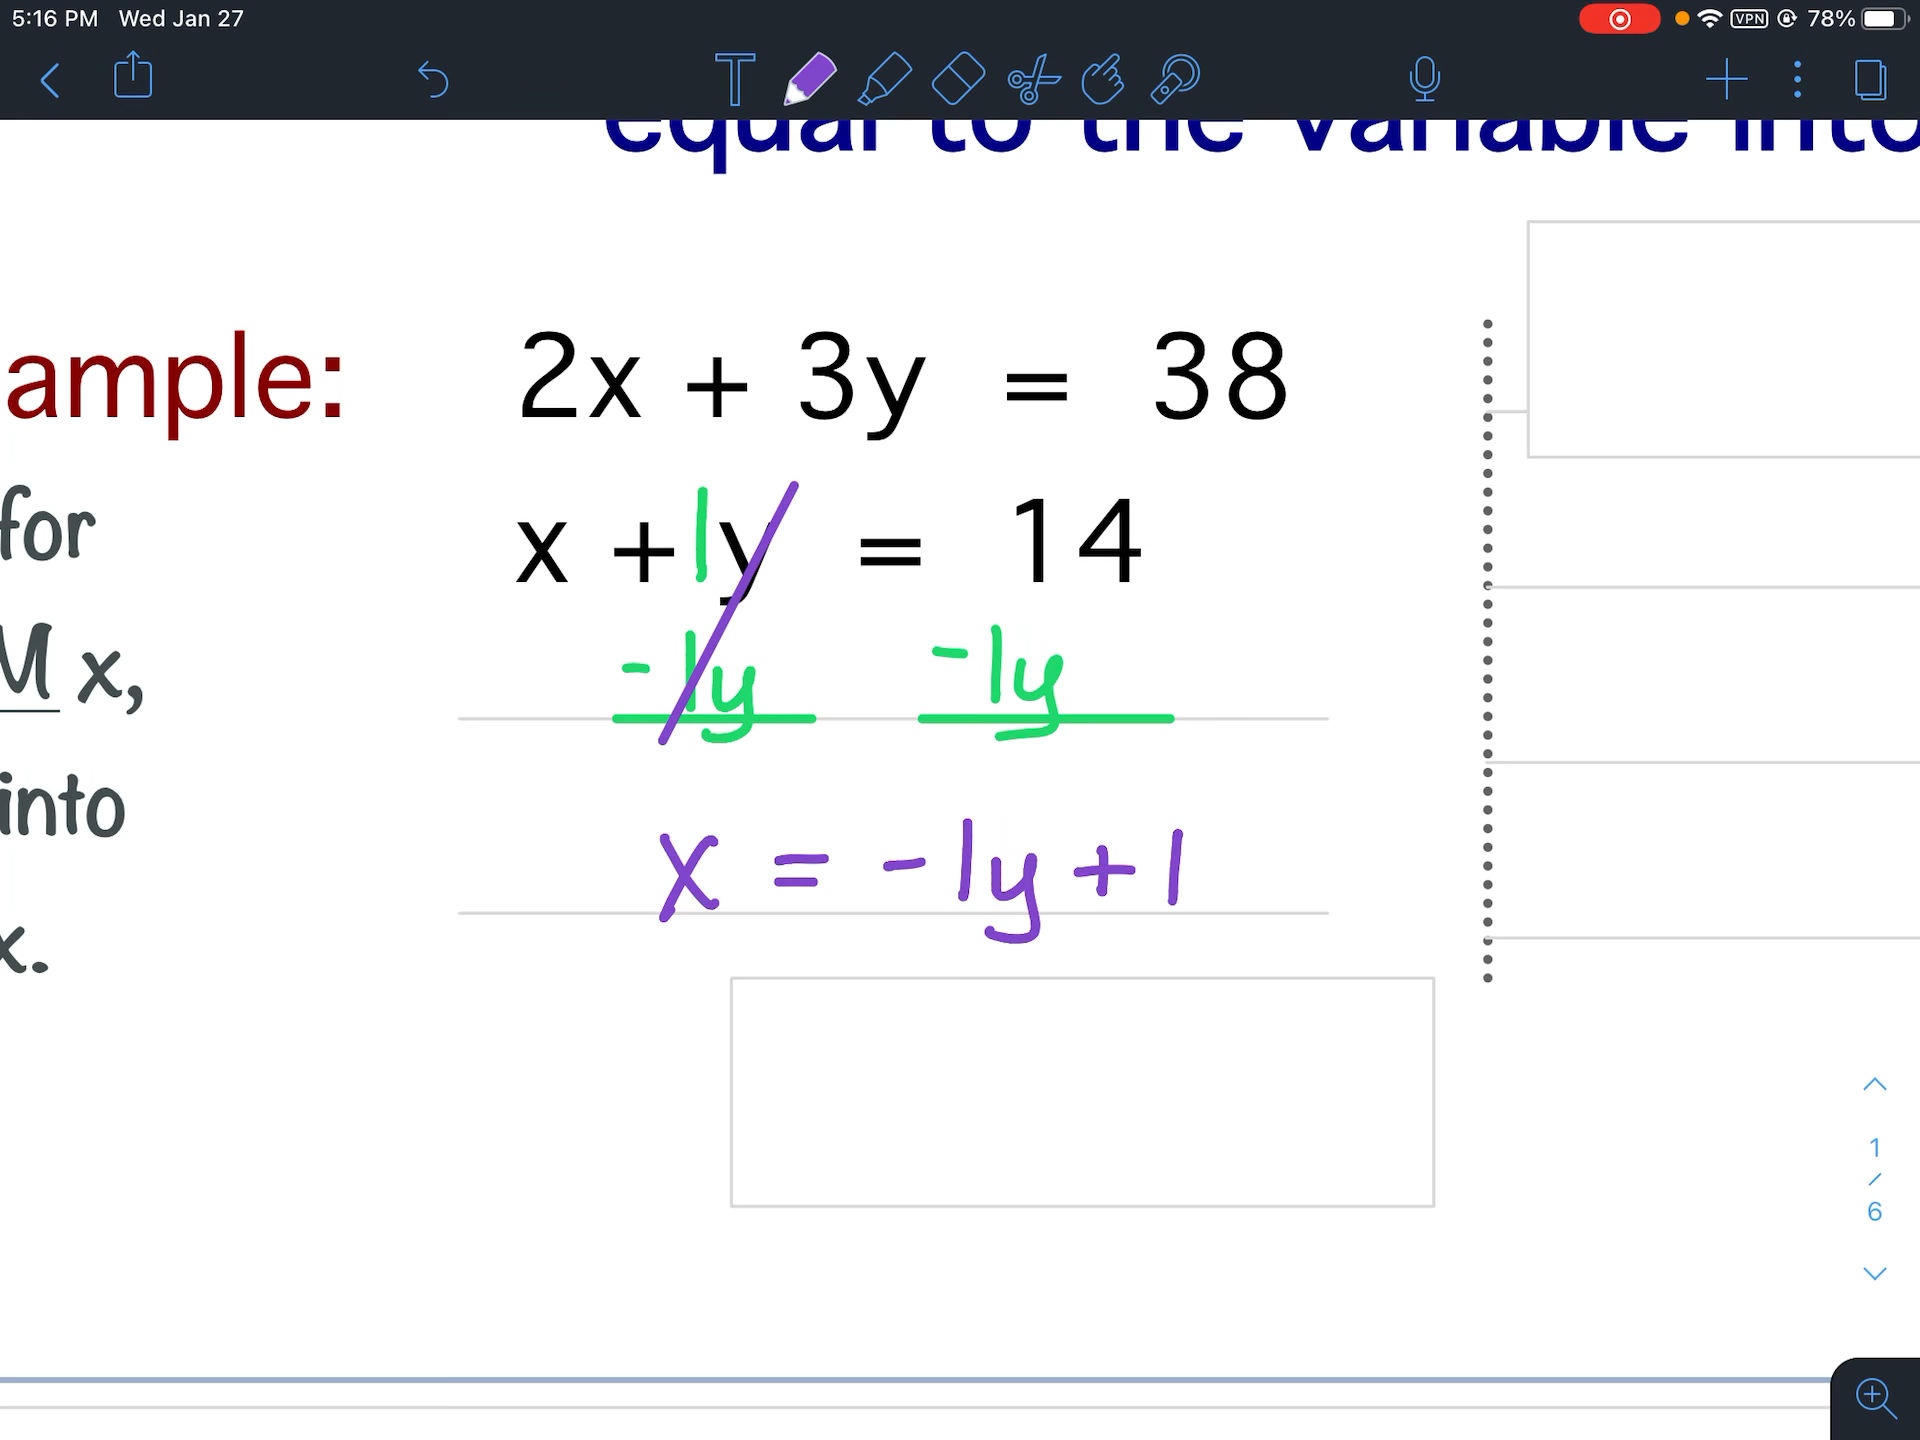 5:16 PM Wed Jan 27
VPN 78%
T
equal to the variable into
ample:
2x + 3y = 38
for
x + 1y = 14
M x,
- 1y - 1y
into
x = - 1y + 1
x.
1
/
6